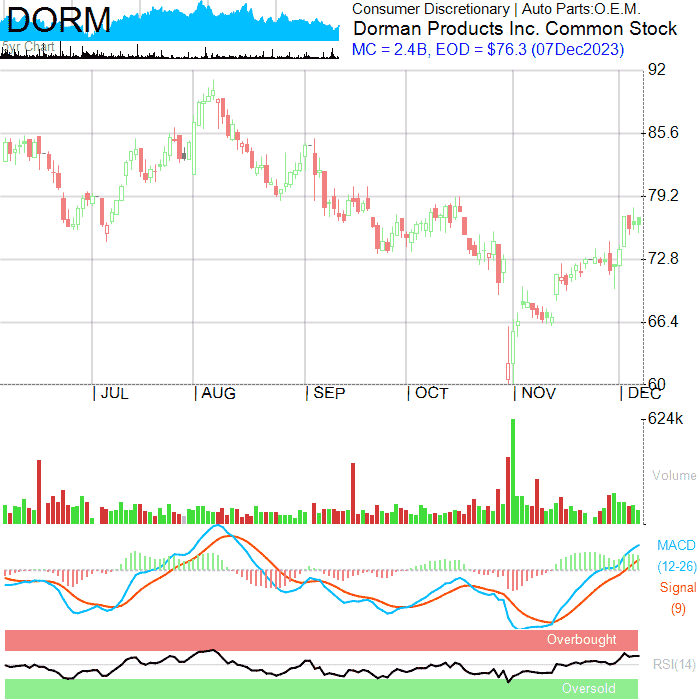 DORM
5yr Chart
Consumer Discretionary | Auto Parts:O.E.M.
Dorman Products Inc. Common Stock
MC = 2.4B, EOD = $76.3 (07Dec2023)
92
85.6
79.2
72.8
66.4
60
| JUL | AUG | SEP | OCT | NOV | DEC
624k
Volume
MACD
(12-26)
Signal
(9)
Overbought
RSI(14)
Oversold